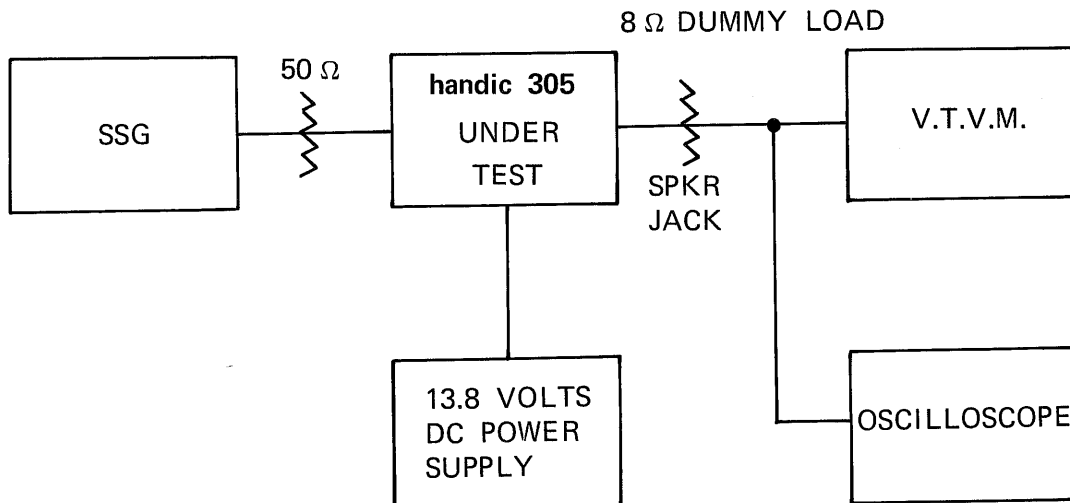 8 Ω DUMMY LOAD
50 Ω
SSG
handic 305
UNDER
TEST
V.T.V.M.
SPKR
JACK
13.8 VOLTS
DC POWER
SUPPLY
OSCILLOSCOPE